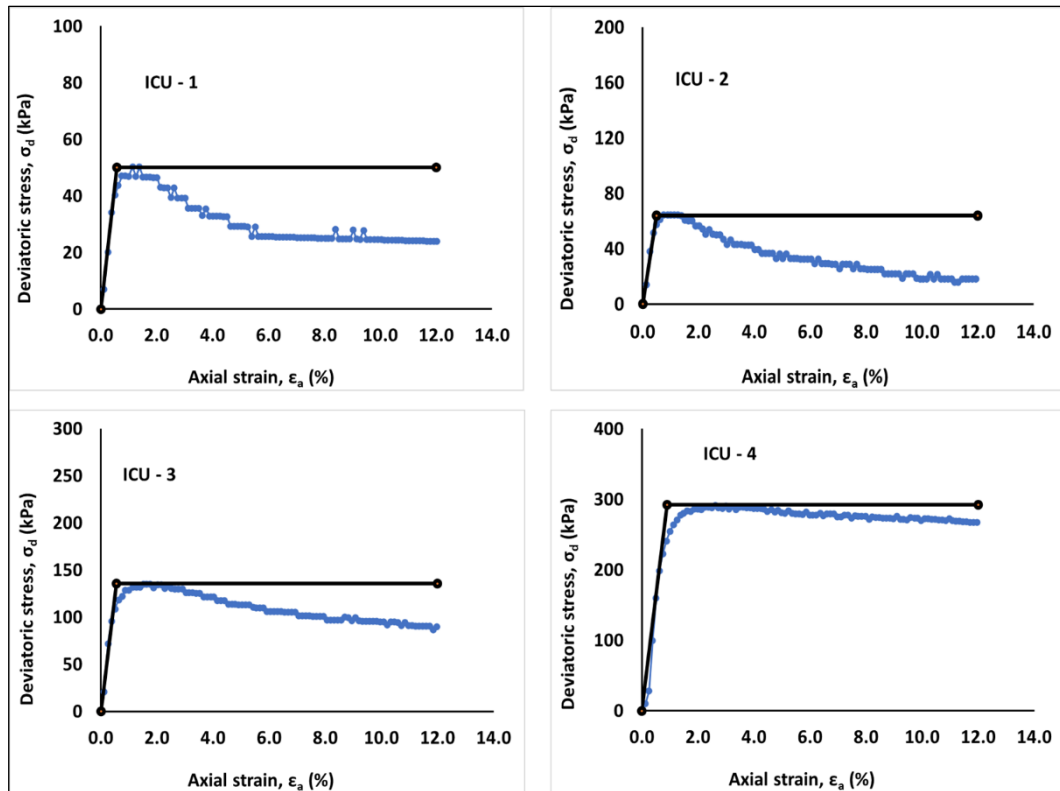 100
80
60
40
20
0
ICU - 1
Deviatoric stress, σd (kPa)
0.0 2.0 4.0 6.0 8.0 10.0 12.0 14.0
Axial strain, εa (%)
200
160
120
80
40
0
ICU - 2
Deviatoric stress, σd (kPa)
0.0 2.0 4.0 6.0 8.0 10.0 12.0 14.0
Axial strain, εa (%)
300
250
200
150
100
50
0
ICU - 3
Deviatoric stress, σd (kPa)
0.0 2.0 4.0 6.0 8.0 10.0 12.0 14.0
Axial strain, εa (%)
400
300
200
100
0
ICU - 4
Deviatoric stress, σd (kPa)
0.0 2.0 4.0 6.0 8.0 10.0 12.0 14.0
Axial strain, εa (%)